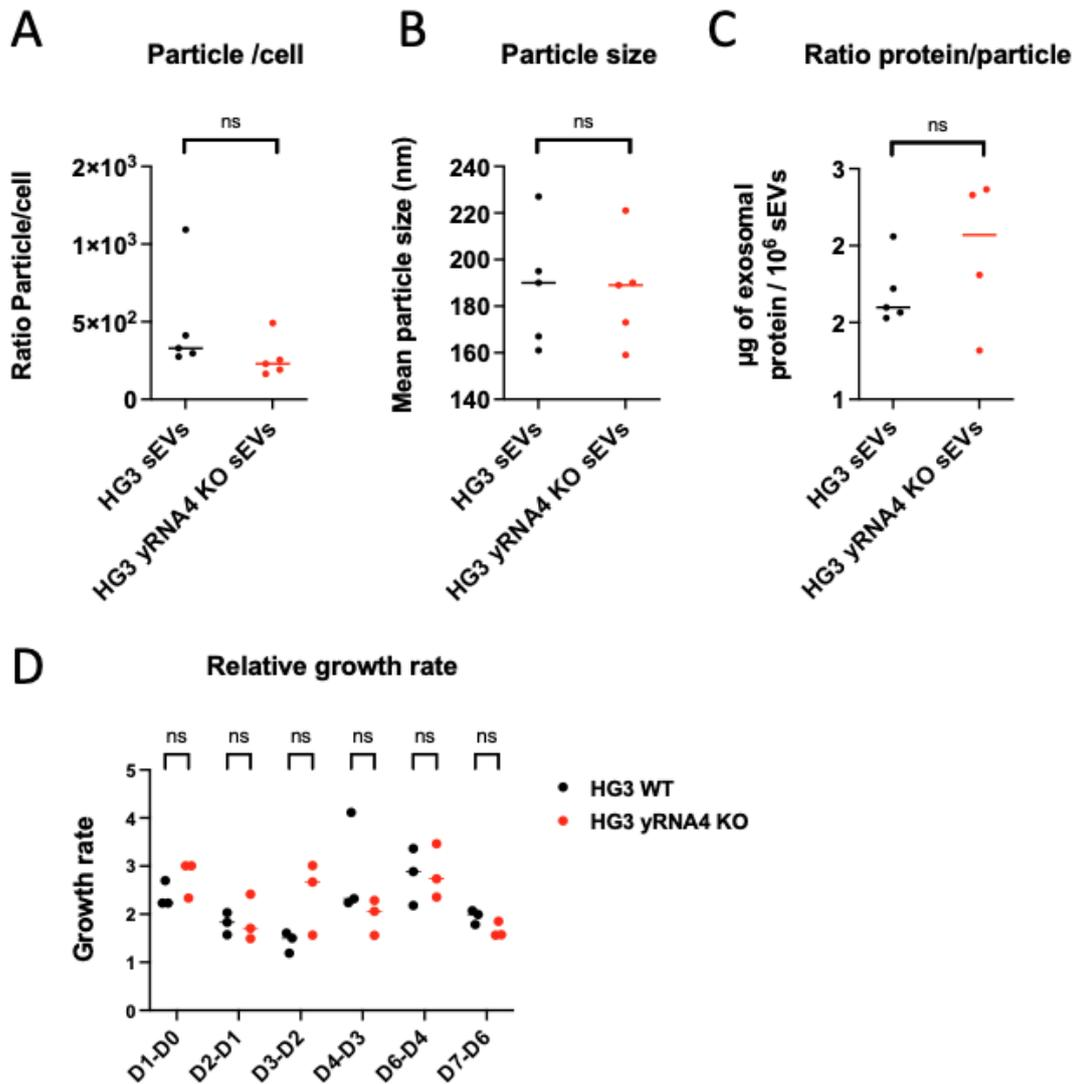 A
Particle /cell
ns
Ratio Particle/cell
2×10³
1×10³
5×10²
0
HG3 sEVs
HG3 yRNA4 KO sEVs
B
Particle size
ns
Mean particle size (nm)
240
220
200
180
160
140
HG3 sEVs
HG3 yRNA4 KO sEVs
C
Ratio protein/particle
ns
µg of exosomal
protein / 10⁶ sEVs
3
2
2
1
HG3 sEVs
HG3 yRNA4 KO sEVs
D
Relative growth rate
ns
ns
ns
ns
ns
ns
Growth rate
5
4
3
2
1
0
D1-D0
D2-D1
D3-D2
D4-D3
D6-D4
D7-D6
HG3 WT
HG3 yRNA4 KO